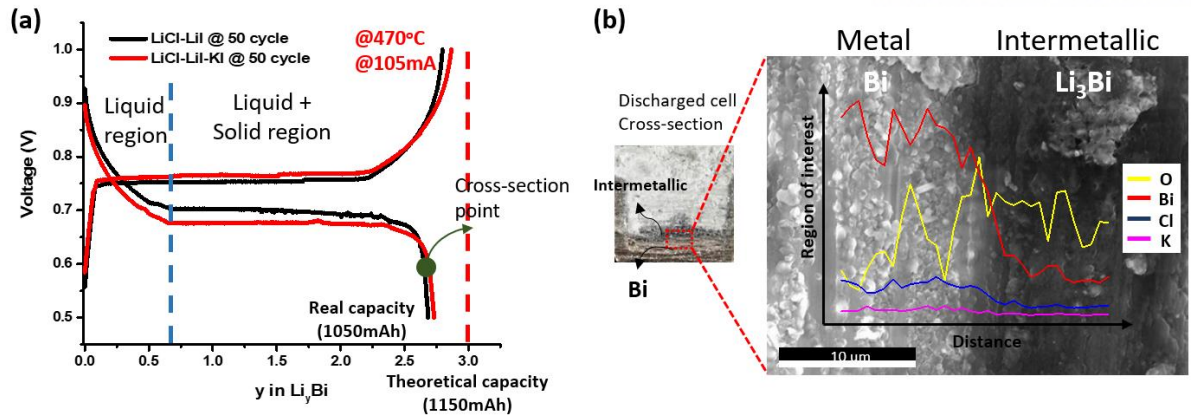 (a)
LiCl-LiI @ 50 cycle
LiCl-LiI-KI @ 50 cycle
@470°C
@105mA
Liquid
region
Liquid +
Solid region
Cross-section
point
Real capacity
(1050mAh)
Theoretical capacity
(1150mAh)
Voltage (V)
1.0
0.9
0.8
0.7
0.6
0.5
0.0
0.5
1.0
1.5
2.0
2.5
3.0
y in LiyBi
(b)
Metal
Intermetallic
Bi
Li₃Bi
Discharged cell
Cross-section
Intermetallic
Bi
Region of Interest
Distance
10 µm
O
Bi
Cl
K